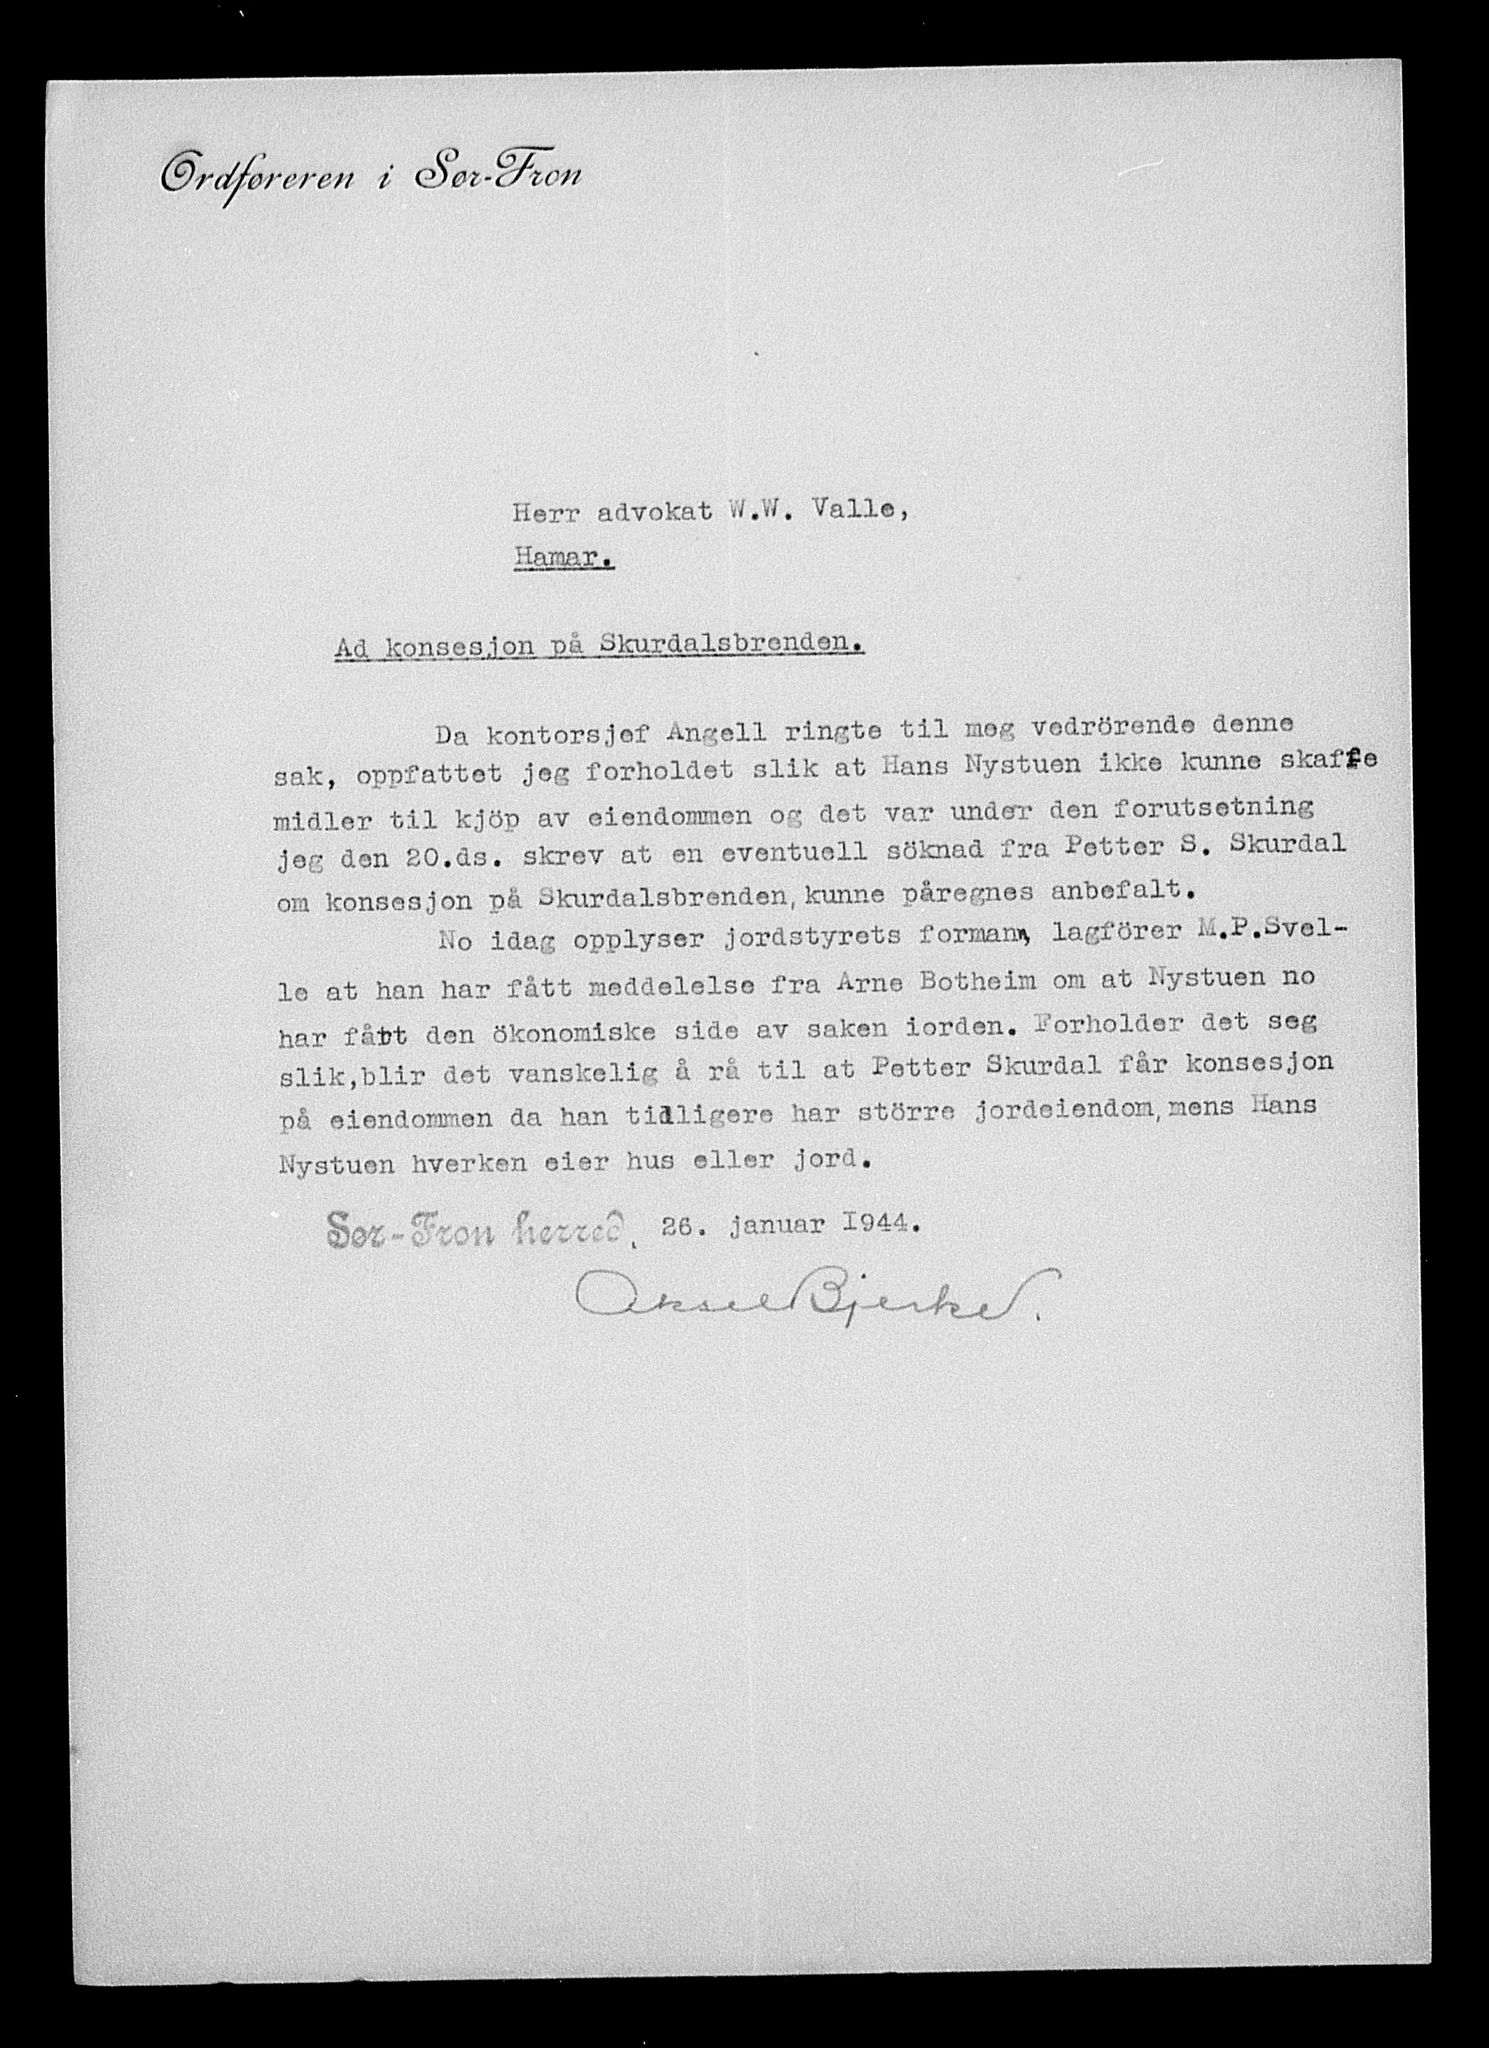 Ordføreren i Sør-Fron
Herr advokat W.W. Valle,
Hamar.
Ad konsesjon på Skurdalsbrenden.
Da kontorsjef Angell ringte til meg vedrörende denne
sak, oppfattet jeg forholdet slik at Hans Nystuen ikke kunne skaffe
midler til kjöp av eiendommen og det var under den forutsetning
jeg den 20.ds. skrev at en eventuell söknad fra Petter S. Skurdal
om konsesjon på Skurdalsbrenden, kunne påregnes anbefalt.
No idag opplyser jordstyrets formann, lagförer M.P.Svel-
le at han har fått meddelelse fra Arne Botheim om at Nystuen no
har fått den ökonomiske side av saken iorden. Forholder det seg
slik, blir det vanskelig å rå til at Petter Skurdal får konsesjon
på eiendommen da han tidligere har större jordeiendom, mens Hans
Nystuen hverken eier hus eller jord.
Sør-Fron herred, 26. januar 1944.
Aksel Bjerke.